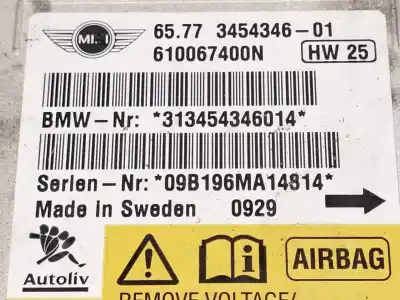 MINI 65.77 3454346-01
610067400N HW 25
BMW-Nr: *313454346014*
Serien-Nr: *09B196MA14814*
Made in Sweden 0929
Autoliv
AIRBAG
REMOVE VOLTAGE/